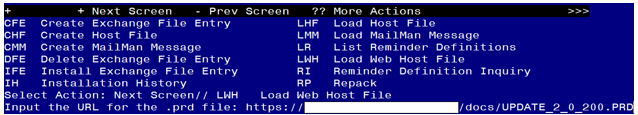 + + Next Screen - Prev Screen ?? More Actions >>>
CFE Create Exchange File Entry LHF Load Host File
CHF Create Host File LMM Load MailMan Message
CMM Create MailMan Message LR List Reminder Definitions
DFE Delete Exchange File Entry LWH Load Web Host File
IFE Install Exchange File Entry RI Reminder Definition Inquiry
IH Installation History RP Repack
Select Action: Next Screen// LWH Load Web Host File
Input the URL for the .prd file: https:// /docs/UPDATE_2_0_200.PRD